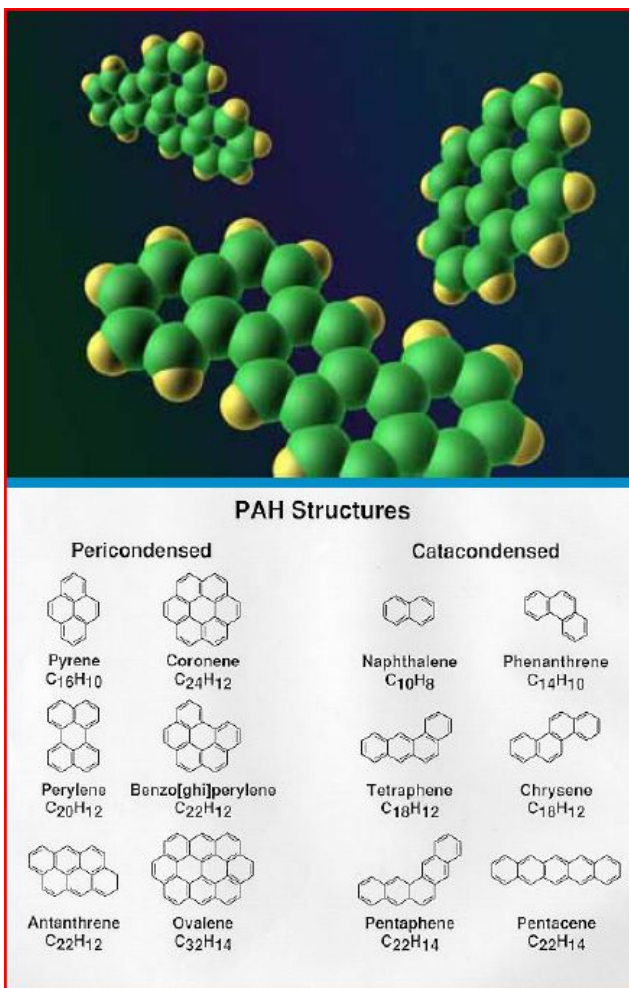 PAH Structures
Pericondensed
Catacondensed
Pyrene
C16H10
Coronene
C24H12
Naphthalene
C10H8
Phenanthrene
C14H10
Perylene
C20H12
Benzo[ghi]perylene
C22H12
Tetraphene
C18H12
Chrysene
C18H12
Antanthrene
C22H12
Ovalene
C32H14
Pentaphene
C22H14
Pentacene
C22H14